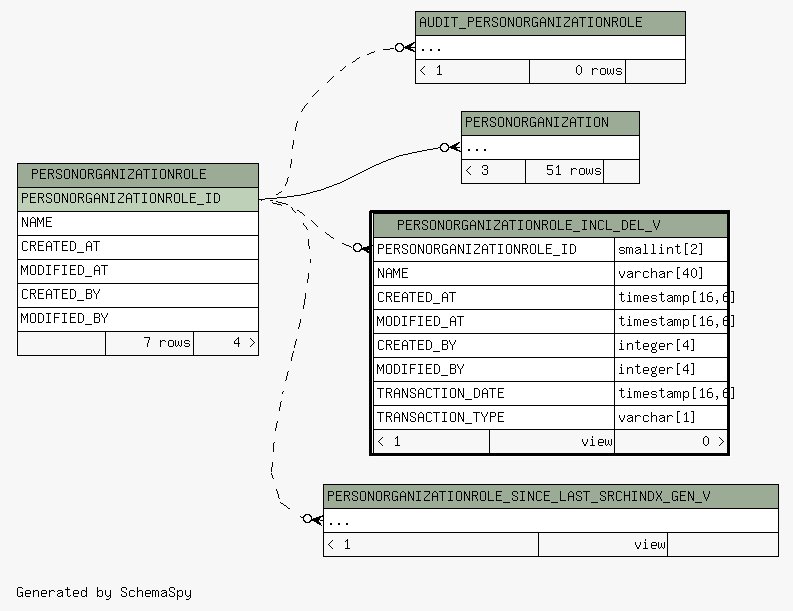 AUDIT_PERSONORGANIZATIONROLE
...
< 1 0 rows
PERSONORGANIZATION
...
< 3 51 rows
PERSONORGANIZATIONROLE
PERSONORGANIZATIONROLE_ID
NAME
CREATED_AT
MODIFIED_AT
CREATED_BY
MODIFIED_BY
7 rows 4 >
PERSONORGANIZATIONROLE_INCL_DEL_V
PERSONORGANIZATIONROLE_ID smallint[2]
NAME varchar[40]
CREATED_AT timestamp[16,6]
MODIFIED_AT timestamp[16,6]
CREATED_BY integer[4]
MODIFIED_BY integer[4]
TRANSACTION_DATE timestamp[16,6]
TRANSACTION_TYPE varchar[1]
< 1 view 0 >
PERSONORGANIZATIONROLE_SINCE_LAST_SRCHINDX_GEN_V
...
< 1 view
Generated by SchemaSpy